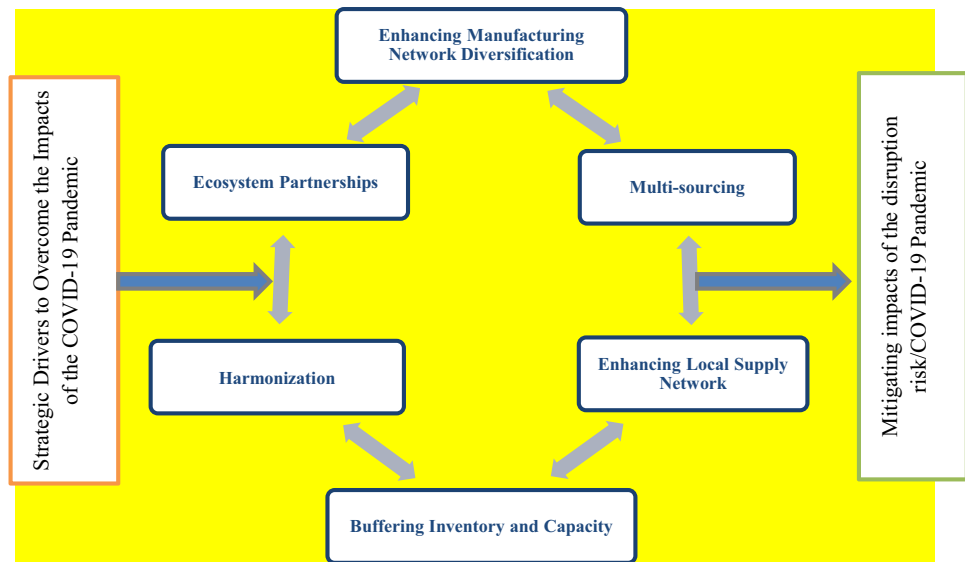 Enhancing Manufacturing
Network Diversification
Strategic Drivers to Overcome the Impacts
of the COVID-19 Pandemic
Ecosystem Partnerships
Multi-sourcing
Mitigating impacts of the disruption
risk/COVID-19 Pandemic
Harmonization
Enhancing Local Supply
Network
Buffering Inventory and Capacity